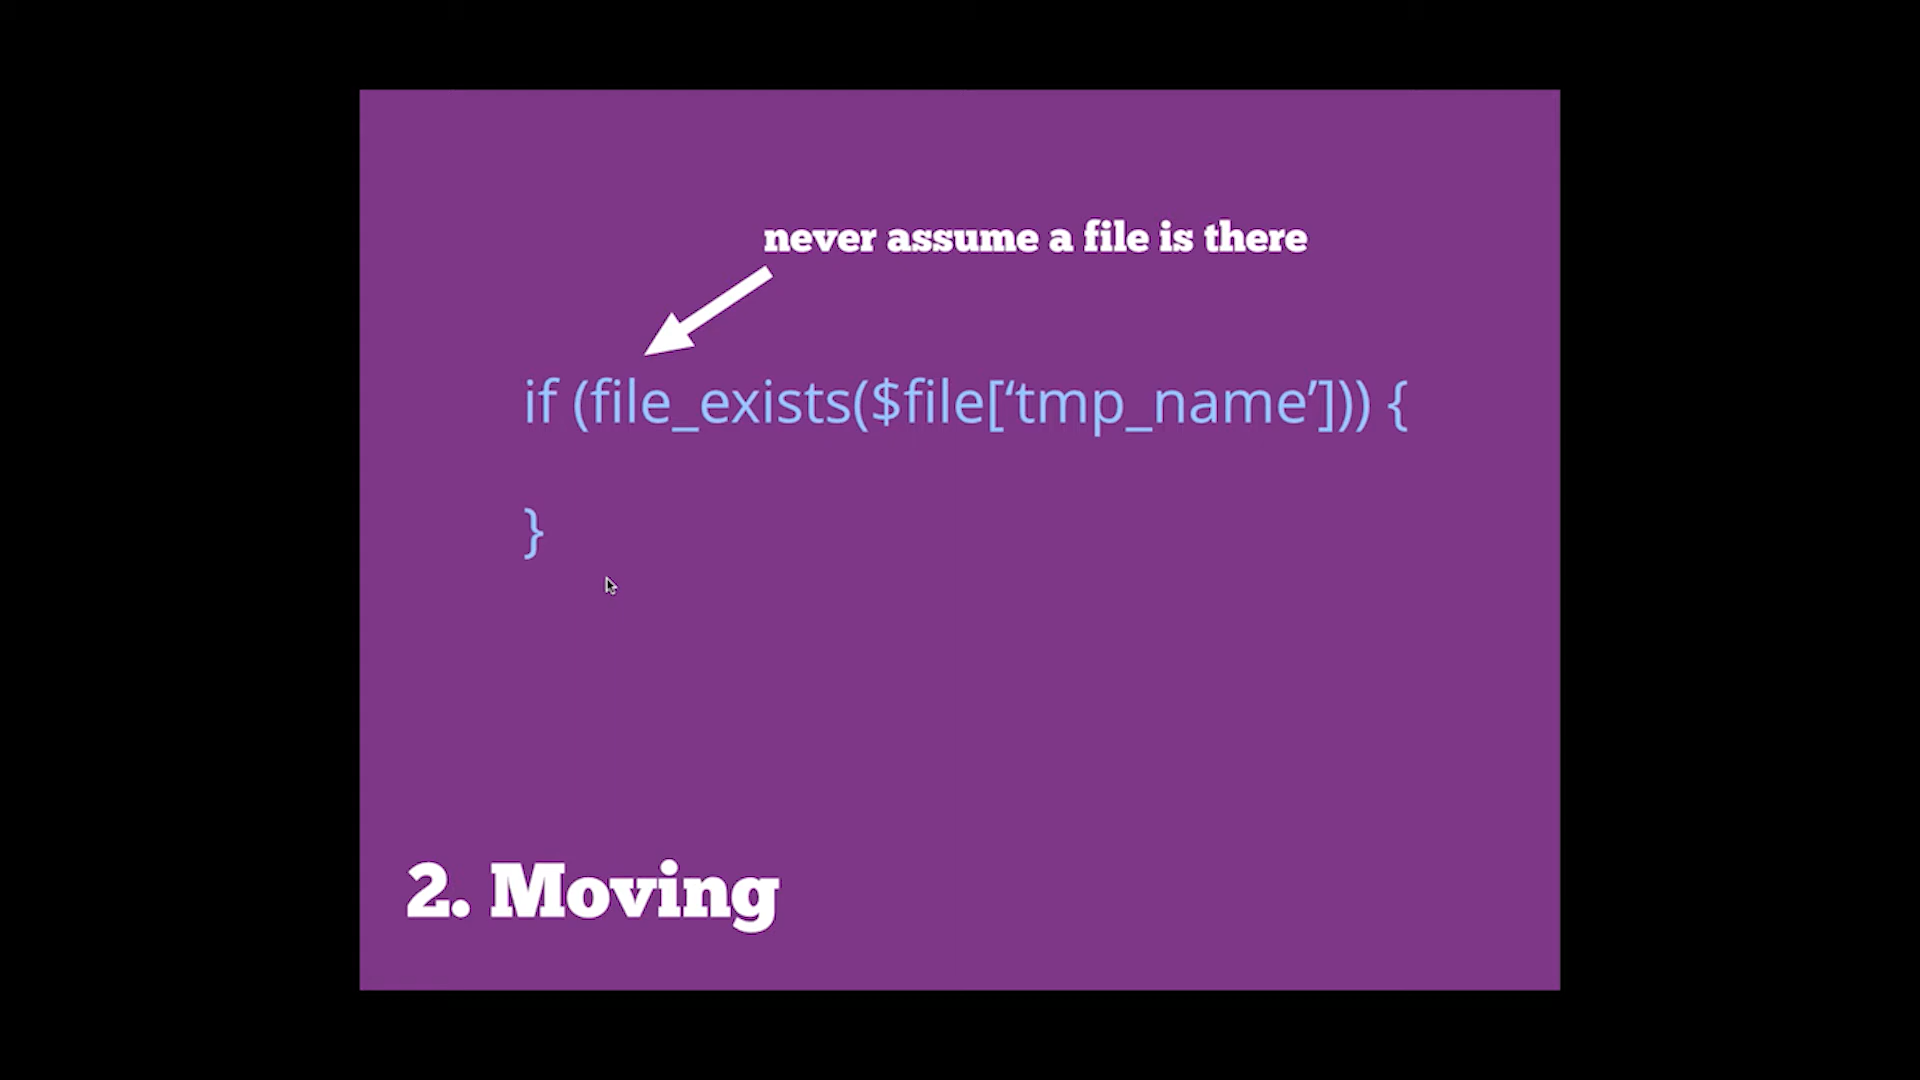 never assume a file is there
if (file_exists($file[‘tmp_name’])) {
}
2. Moving